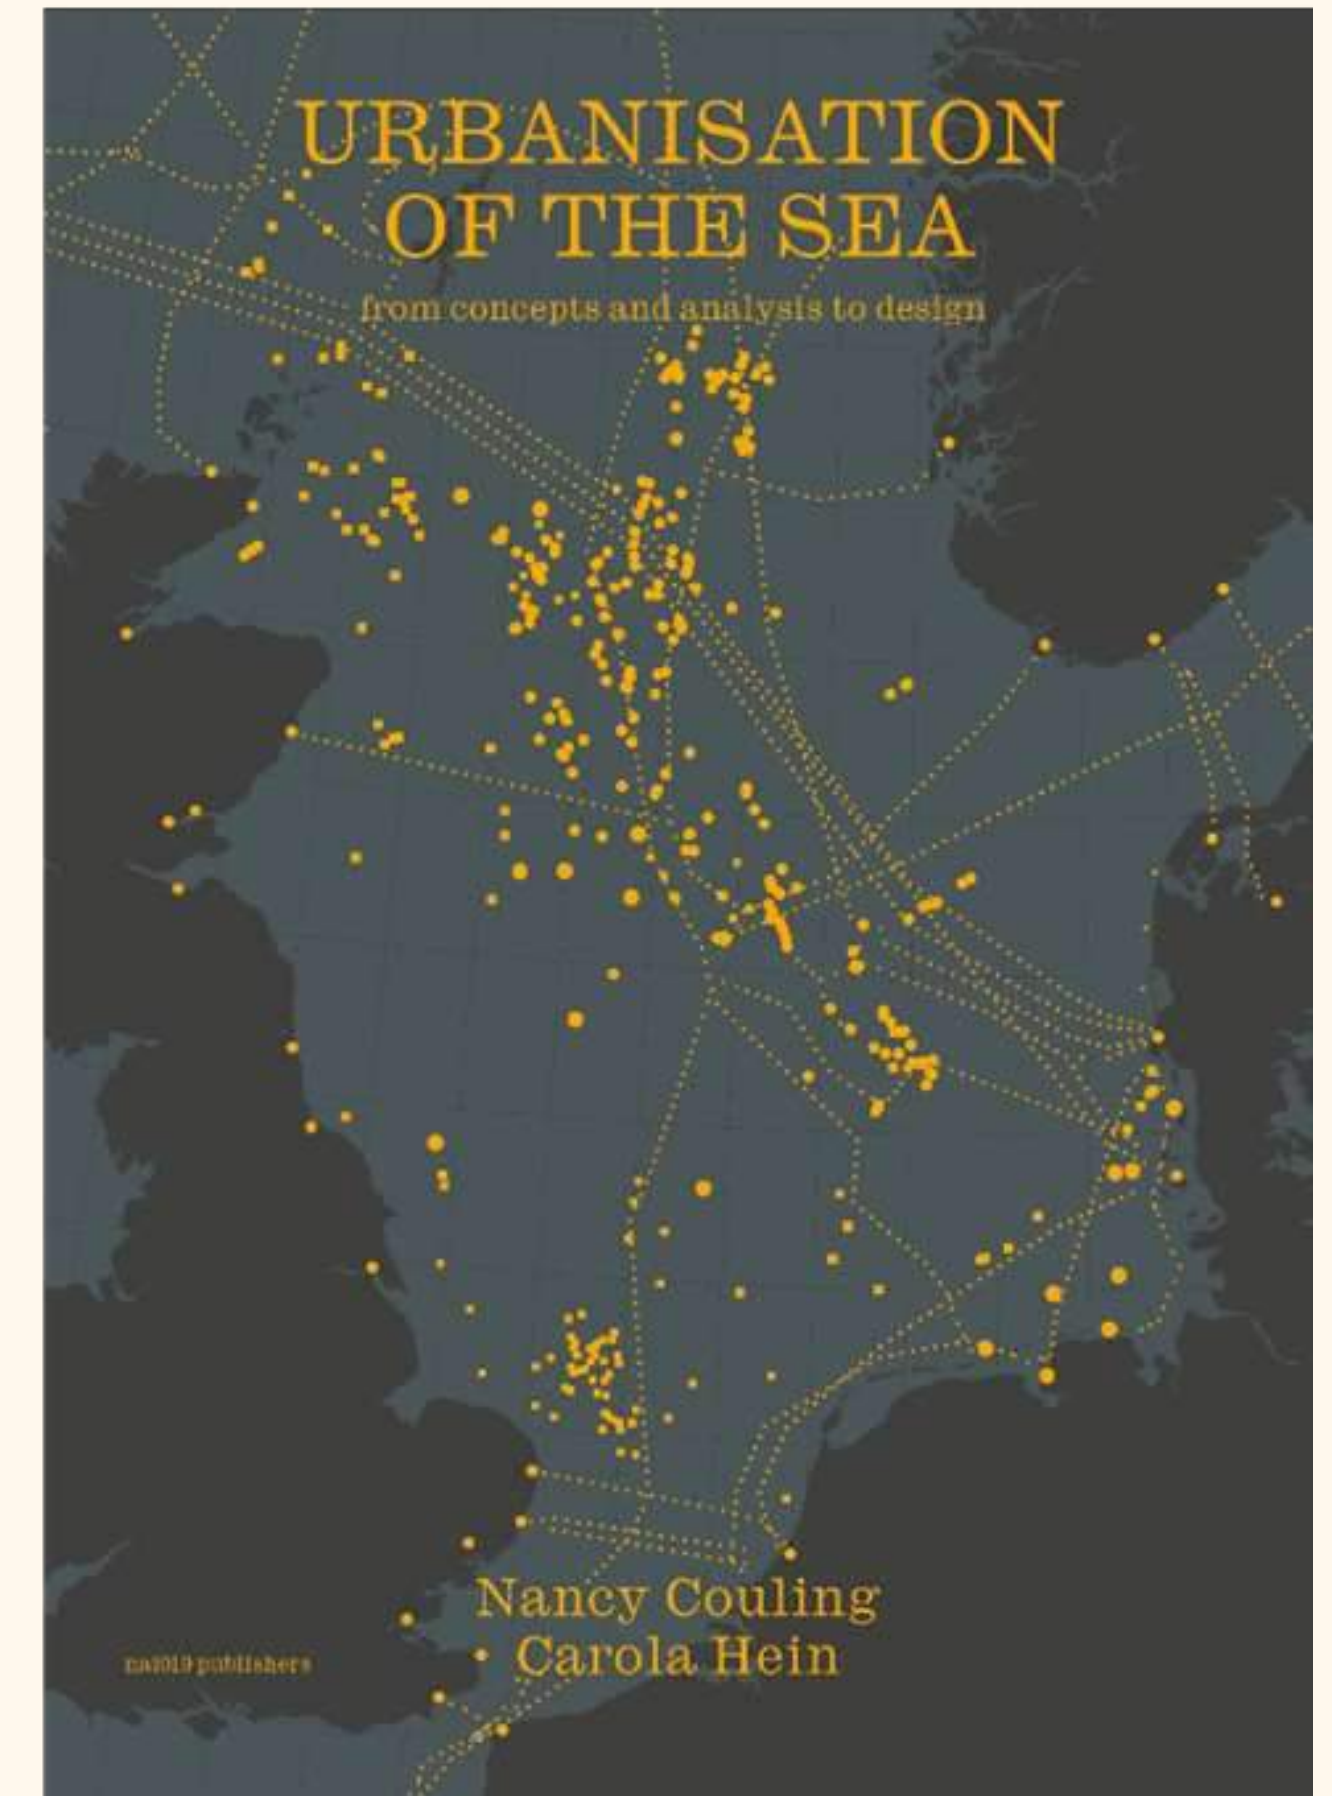 URBANISATION
OF THE SEA
from concepts and analysis to design
Nancy Couling
Carola Hein
nai010 publishers